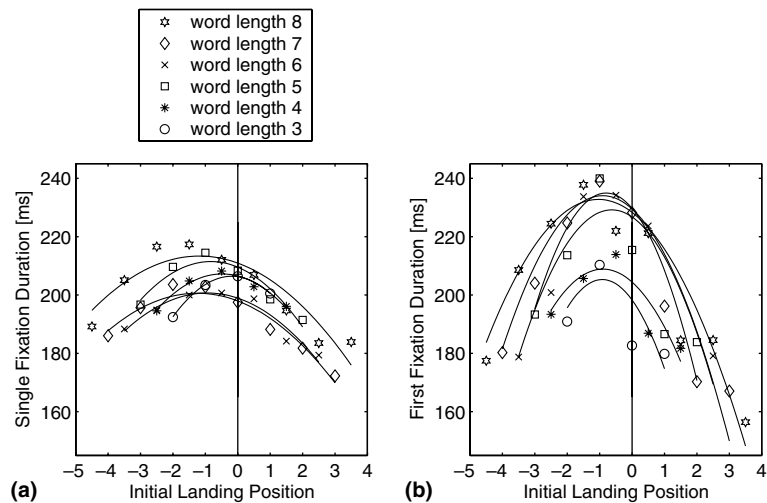 word length 8
word length 7
word length 6
word length 5
word length 4
word length 3
240
220
200
180
160
Single Fixation Duration [ms]
−5 −4 −3 −2 −1 0 1 2 3 4
(a) Initial Landing Position
240
220
200
180
160
First Fixation Duration [ms]
−5 −4 −3 −2 −1 0 1 2 3 4
(b) Initial Landing Position